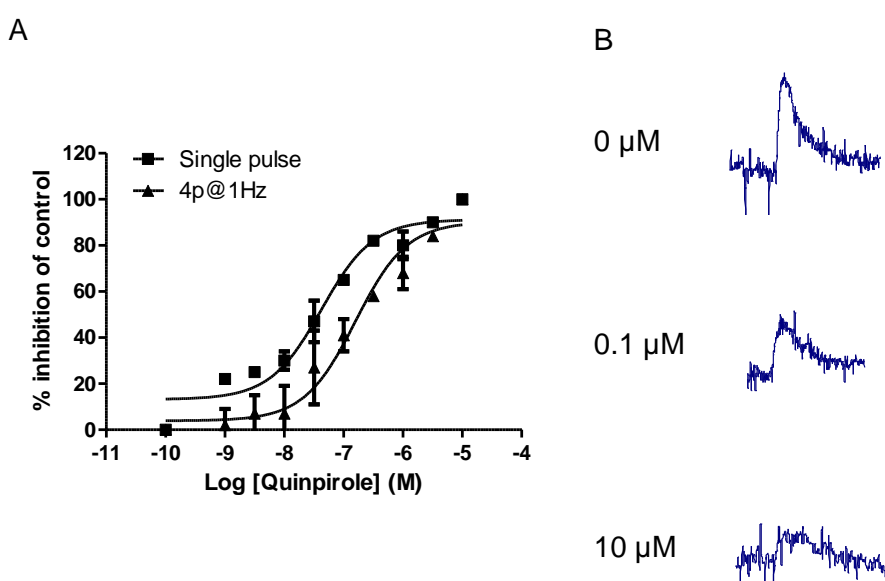 A
B
0 µM
120
100
80
60
40
20
0
Single pulse
4p@1Hz
% inhibition of control
-11 -10 -9 -8 -7 -6 -5 -4
Log [Quinpirole] (M)
0.1 µM
10 µM